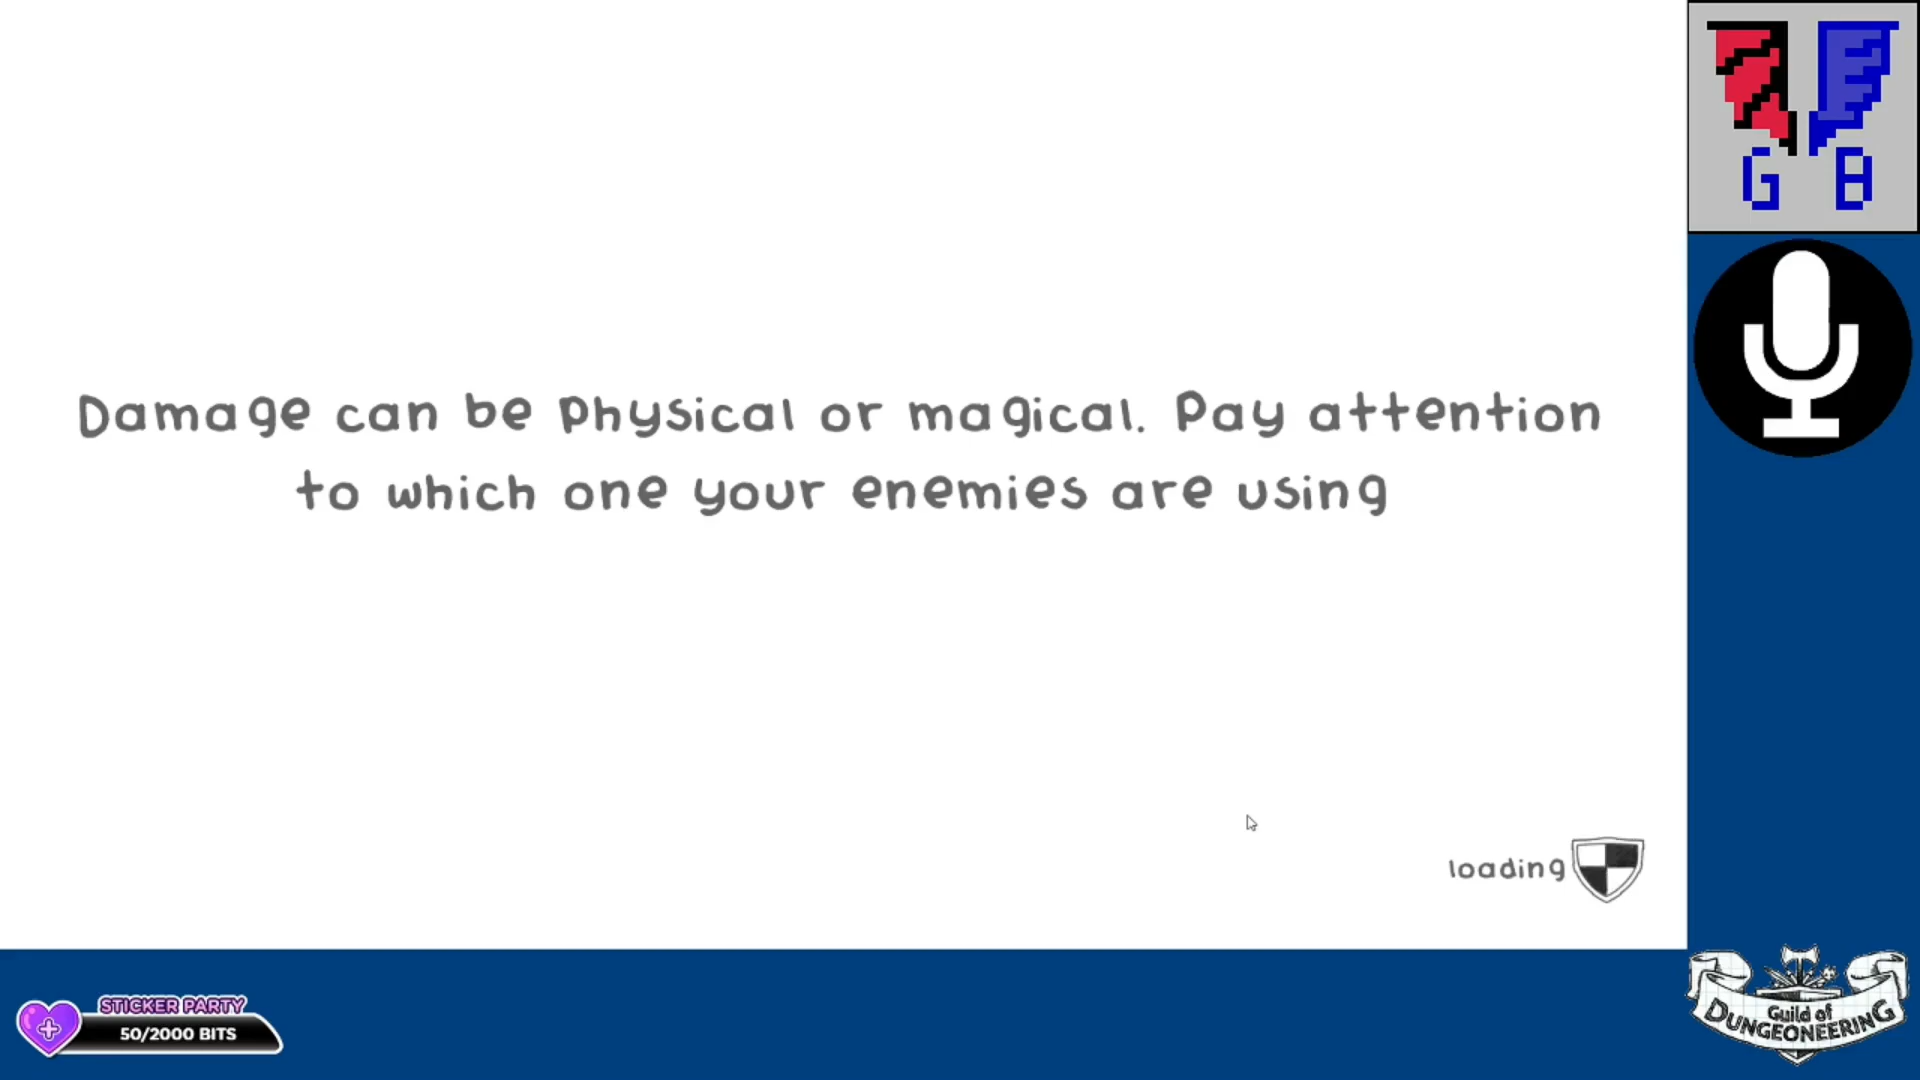 G B
Damage can be physical or magical. Pay attention
to which one your enemies are using
loading
STICKER PARTY
50/2000 BITS
Guild of
DUNGEONEERING